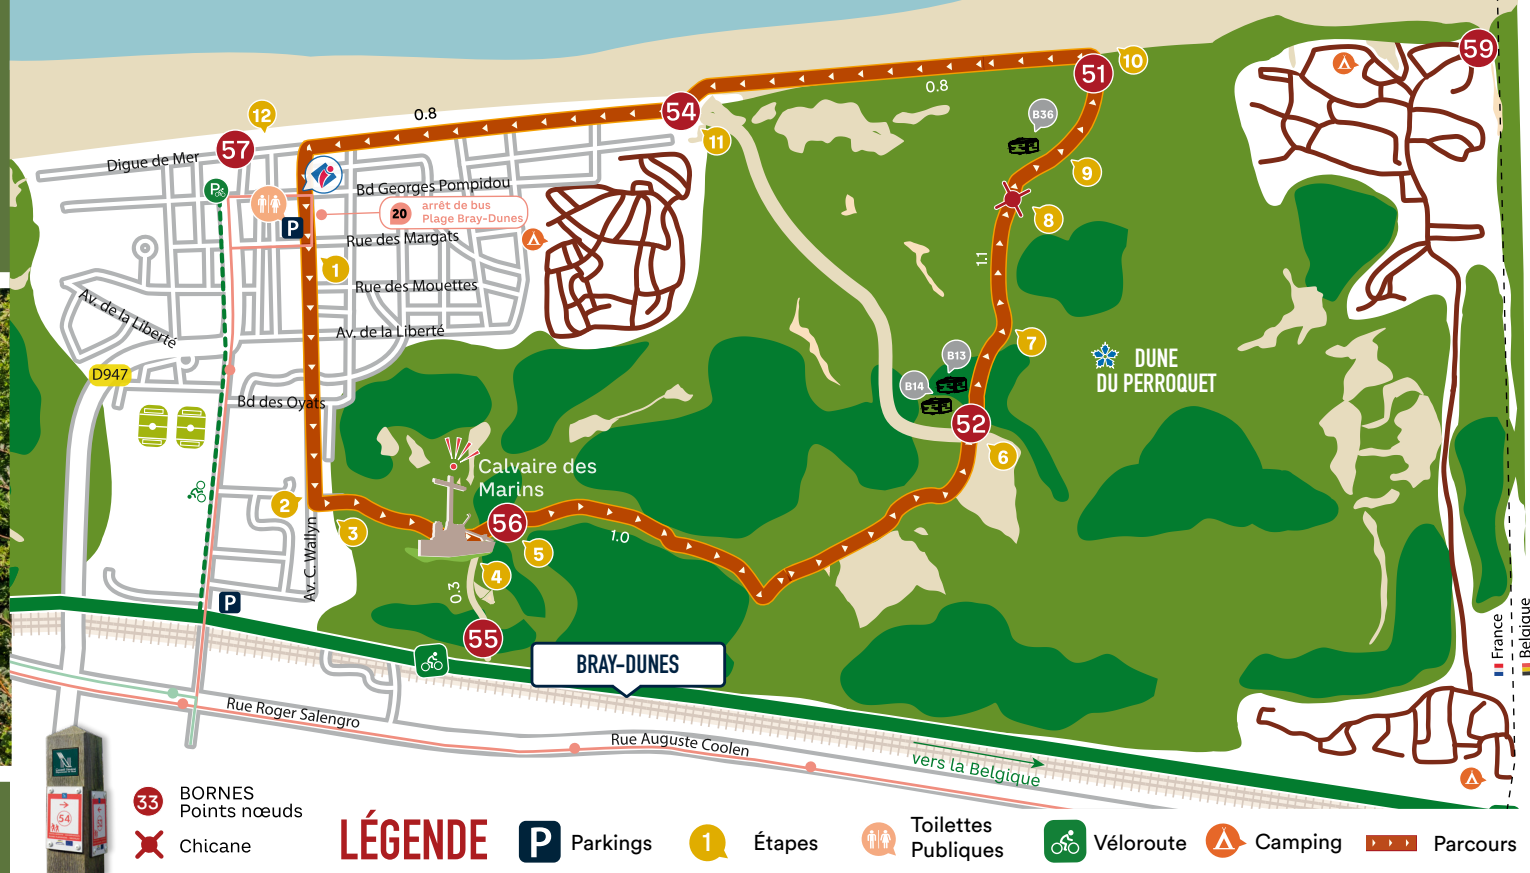 59
10
51
0.8
B36
12
0.8
54
11
57
Digue de Mer
9
P
Bd Georges Pompidou
20
arrêt de bus
Plage Bray-Dunes
8
P
Rue des Margats
1
1.1
Rue des Mouettes
Av. de la Liberté
Av. de la Liberté
7
B13
DUNE
DU PERROQUET
D947
B14
Bd des Oyats
52
6
Calvaire des
Marins
2
3
56
1.0
5
4
Av. C. Wallyn
0.3
P
55
BRAY-DUNES
France
Belgique
Rue Roger Salengro
Rue Auguste Coolen
vers la Belgique
54
33
BORNES
Points nœuds
Chicane
LÉGENDE
P
Parkings
1
Étapes
Toilettes
Publiques
Véloroute
Camping
Parcours